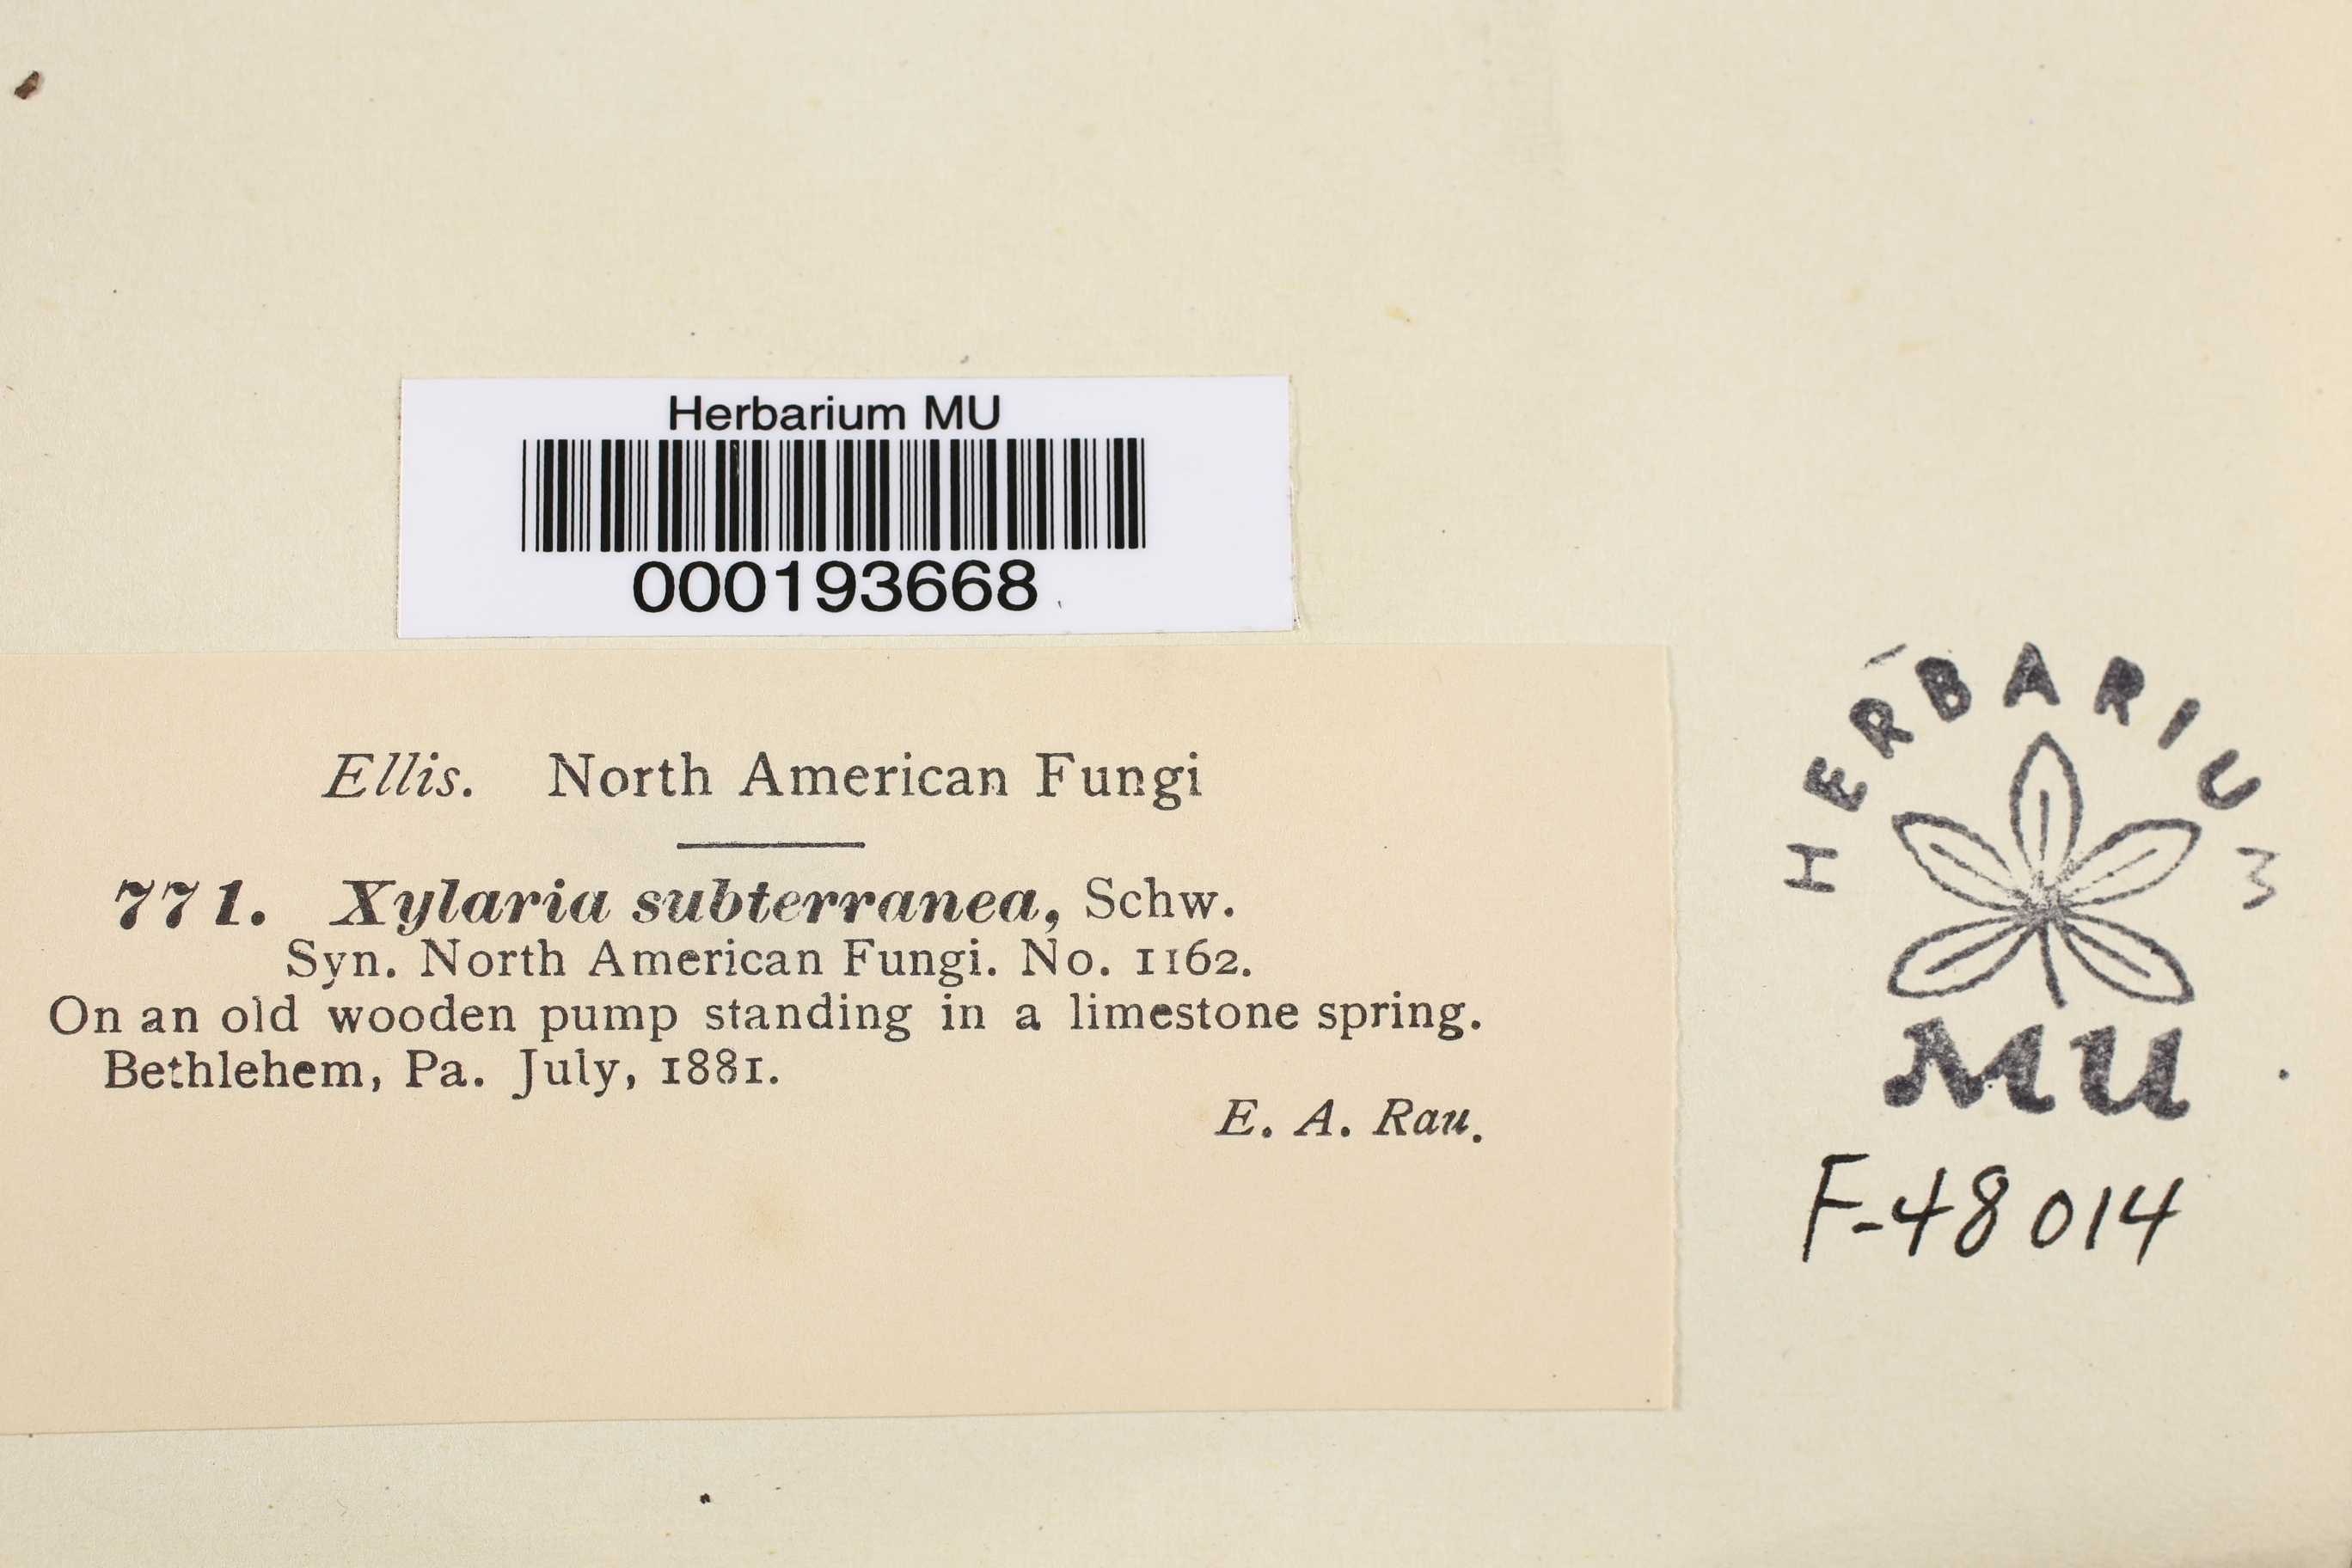 Herbarium MU
000193668
Ellis. North American Fungi
771. Xylaria subterranea, Schw.
Syn. North American Fungi. No. 1162.
On an old wooden pump standing in a limestone spring.
Bethlehem, Pa. July, 1881.
E. A. Rau.
HERBARIUM
MU
F-48014